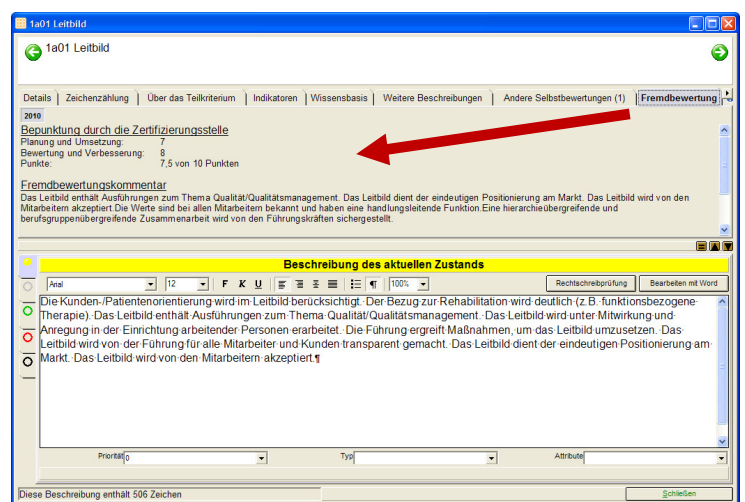 1a01 Leitbild
1a01 Leitbild
Details Zeichenzählung Über das Teilkriterium Indikatoren Wissensbasis Weitere Beschreibungen Andere Selbstbewertungen (1) Fremdbewertung
2010
Bepunktung durch die Zertifizierungsstelle
Planung und Umsetzung: 7
Bewertung und Verbesserung: 8
Punkte: 7,5 von 10 Punkten
Fremdbewertungskommentar
Das Leitbild enthält Ausführungen zum Thema Qualität/Qualitätsmanagement. Das Leitbild dient der eindeutigen Positionierung am Markt. Das Leitbild wird von den
Mitarbeitern akzeptiert.Die Werte sind bei allen Mitarbeitern bekannt und haben eine handlungsleitende Funktion.Eine hierarchieübergreifende und
berufsgruppenübergreifende Zusammenarbeit wird von den Führungskräften sichergestellt.
Beschreibung des aktuellen Zustands
Arial 12 F K U 100% Rechtschreibprüfung Bearbeiten mit Word
Die·Kunden-/Patientenorientierung·wird·im·Leitbild·berücksichtigt.·Der·Bezug·zur·Rehabilitation·wird·deutlich·(z.B.·funktionsbezogene·
Therapie).·Das·Leitbild·enthält·Ausführungen·zum·Thema·Qualität/Qualitätsmanagement.·Das·Leitbild·wird·unter·Mitwirkung·und·
Anregung·in·der·Einrichtung·arbeitender·Personen·erarbeitet.·Die·Führung·ergreift·Maßnahmen,·um·das·Leitbild·umzusetzen.·Das·
Leitbild·wird·von·der·Führung·für·alle·Mitarbeiter·und·Kunden·transparent·gemacht.·Das·Leitbild·dient·der·eindeutigen·Positionierung·am·
Markt.·Das·Leitbild·wird·von·den·Mitarbeitern·akzeptiert.¶
Priorität 0 Typ Attribute
Diese Beschreibung enthält 506 Zeichen Schließen